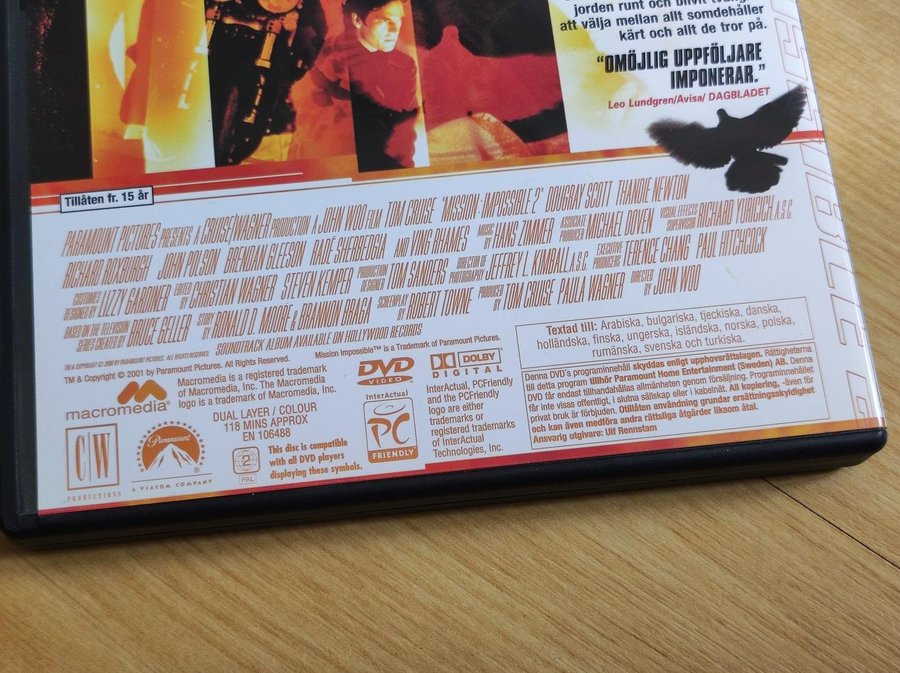 jorden runt och blivit
att välja mellan allt somdehåller
kärt och allt de tror på.
"OMÖJLIG UPPFÖLJARE
IMPONERAR."
Leo Lundgren/Avisa/ DAGBLADET
Tillåten fr. 15 år
PARAMOUNT PICTURES PRESENTS A CRUISE/WAGNER PRODUCTION A JOHN WOO FILM TOM CRUISE "MISSION: IMPOSSIBLE 2" DOUGRAY SCOTT THANDIE NEWTON
RICHARD ROXBURGH JOHN POLSON BRENDAN GLEESON RADE SHERBEDGIA AND VING RHAMES MUSIC BY HANS ZIMMER ASSOCIATE PRODUCER MICHAEL DOVEN VISUAL EFFECTS SUPERVISION RICHARD YURICICH A.S.C.
COSTUMES DESIGNED BY LIZZY GARDINER EDITED BY CHRISTIAN WAGNER STEVEN KEMPER PRODUCTION DESIGNER TOM SANDERS DIRECTOR OF PHOTOGRAPHY JEFFREY L. KIMBALL A.S.C. EXECUTIVE PRODUCERS TERENCE CHANG PAUL HITCHCOCK
BASED ON THE TELEVISION SERIES CREATED BY BRUCE GELLER STORY BY RONALD D. MOORE & BRANNON BRAGA SCREENPLAY BY ROBERT TOWNE PRODUCED BY TOM CRUISE PAULA WAGNER DIRECTED BY JOHN WOO
SOUNDTRACK ALBUM AVAILABLE ON HOLLYWOOD RECORDS
TM & COPYRIGHT © 2000 BY PARAMOUNT PICTURES. ALL RIGHTS RESERVED.
Mission Impossible™ is a Trademark of Paramount Pictures.
TM & Copyright © 2001 by Paramount Pictures. All Rights Reserved.
macromedia®
Macromedia is a registered trademark
of Macromedia, Inc. The Macromedia
logo is a trademark of Macromedia, Inc.
DUAL LAYER / COLOUR
118 MINS APPROX
EN 106488
C/W
PRODUCTIONS
Paramount
A VIACOM COMPANY
2
PAL
This disc is compatible
with all DVD players
displaying these symbols.
DVD
VIDEO
InterActual
PC
FRIENDLY
DOLBY
DIGITAL
InterActual, PCFriendly
and the PCFriendly
logo are either
trademarks or
registered trademarks
of InterActual
Technologies, Inc.
Textad till: Arabiska, bulgariska, tjeckiska, danska,
holländska, finska, ungerska, isländska, norska, polska,
rumänska, svenska och turkiska.
Denna DVD's programinnehåll skyddas enligt upphovsrättslagen. Rättigheterna
till detta program tillhör Paramount Home Entertainment (Sweden) AB. Denna
DVD får endast tillhandahållas allmänheten genom försäljning. Programinnehållet
får inte visas offentligt, i slutna sällskap eller i kabelnät. All kopiering, -även för
privat bruk är förbjuden. Otillåten användning grundar ersättningsskyldighet
och kan även medföra andra rättsliga åtgärder liksom åtal.
Ansvarig utgivare: Ulf Rennstam